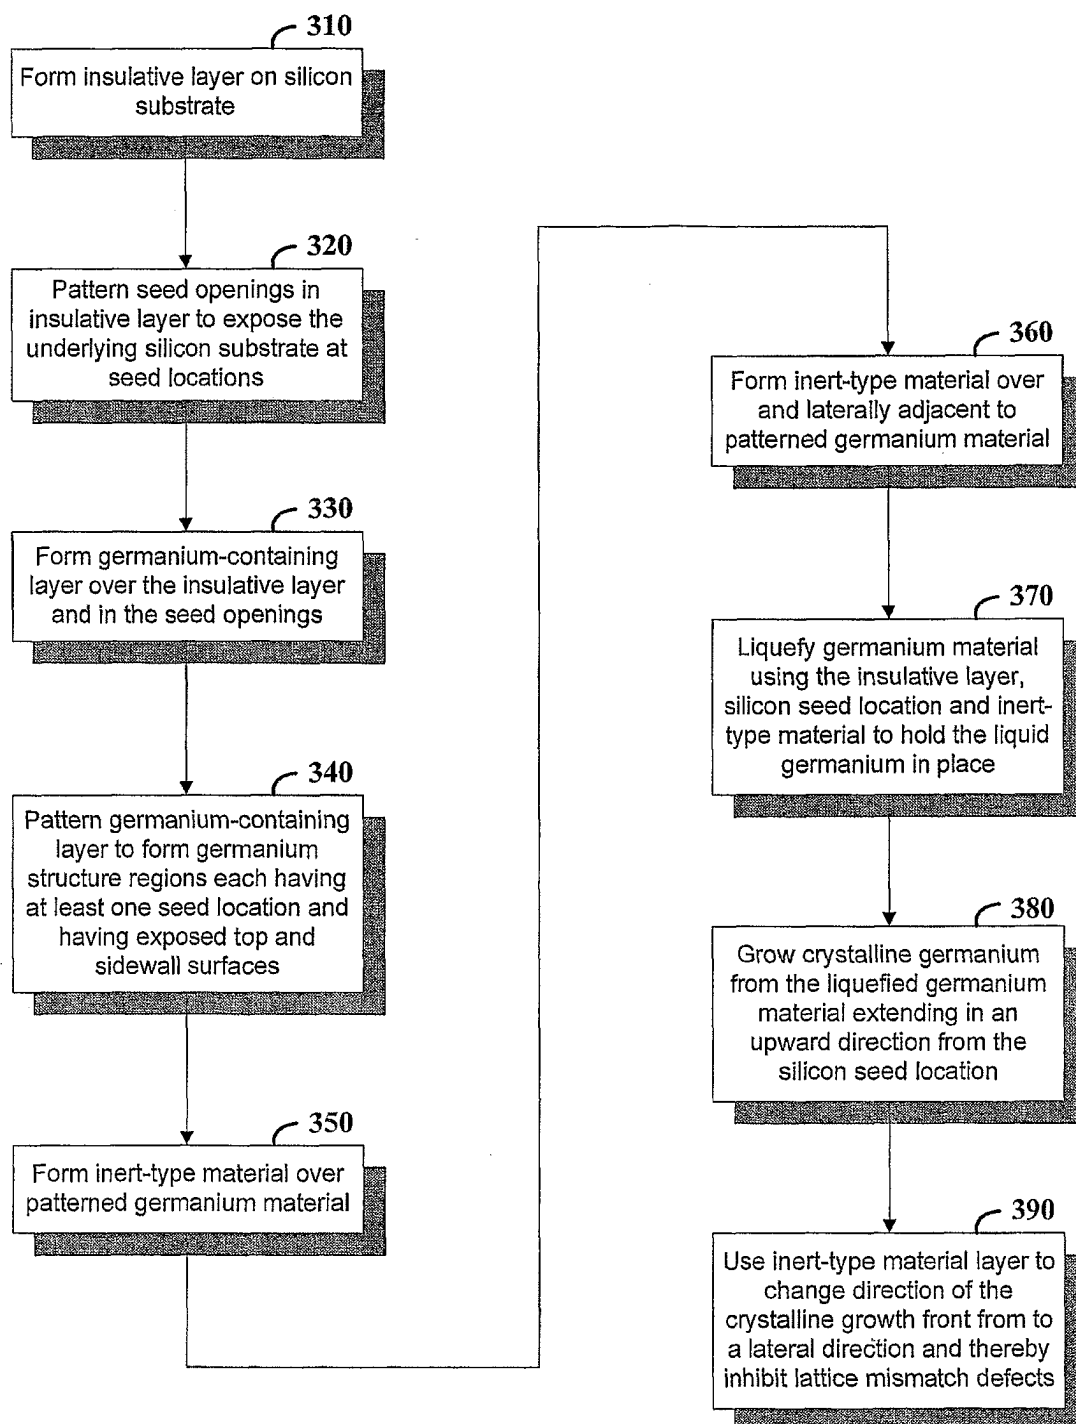 310
Form insulative layer on silicon
substrate
320
Pattern seed openings in
insulative layer to expose the
underlying silicon substrate at
seed locations
330
Form germanium-containing
layer over the insulative layer
and in the seed openings
340
Pattern germanium-containing
layer to form germanium
structure regions each having
at least one seed location and
having exposed top and
sidewall surfaces
350
Form inert-type material over
patterned germanium material
360
Form inert-type material over
and laterally adjacent to
patterned germanium material
370
Liquefy germanium material
using the insulative layer,
silicon seed location and inert-
type material to hold the liquid
germanium in place
380
Grow crystalline germanium
from the liquefied germanium
material extending in an
upward direction from the
silicon seed location
390
Use inert-type material layer to
change direction of the
crystalline growth front from to
a lateral direction and thereby
inhibit lattice mismatch defects